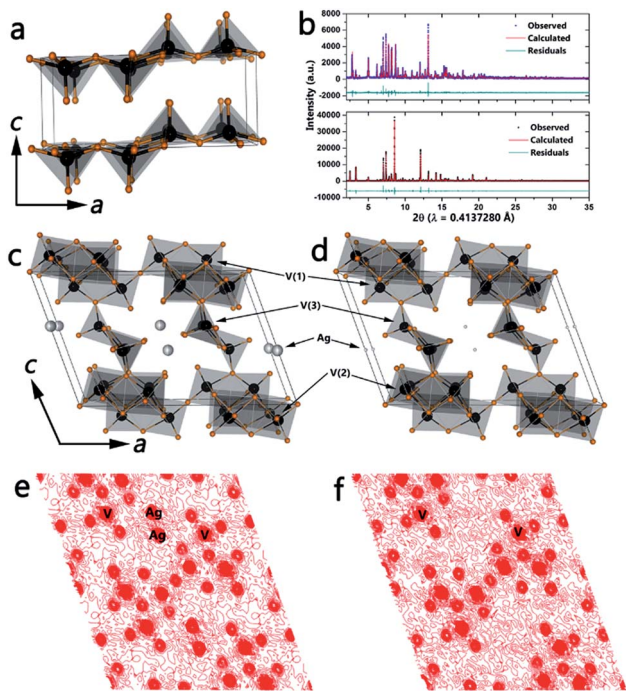 a
c
a
b
Intensity (a.u.)
8000
6000
4000
2000
0
-2000
Observed
Calculated
Residuals
40000
30000
20000
10000
0
-10000
Observed
Calculated
Residuals
5 10 15 20 25 30 35
2θ (λ = 0.4137280 Å)
c
d
V(1)
V(3)
Ag
V(2)
c
a
e
V
Ag
Ag
V
f
V
V